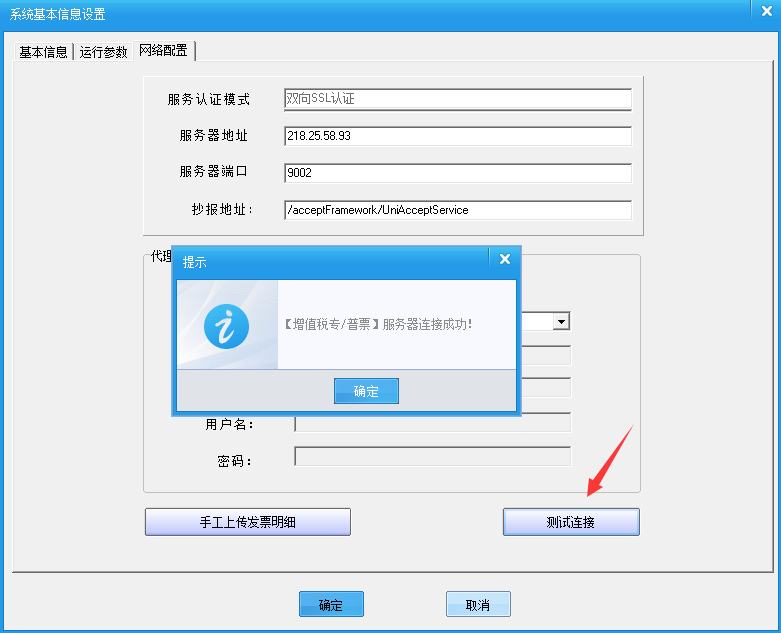 系统基本信息设置
基本信息 运行参数 网络配置
服务认证模式 双向SSL认证
服务器地址 218.25.58.93
服务器端口 9002
抄报地址: /acceptFramework/UniAcceptService
代理
提示
【增值税专/普票】服务器连接成功!
确定
用户名:
密码:
手工上传发票明细 测试连接
确定 取消